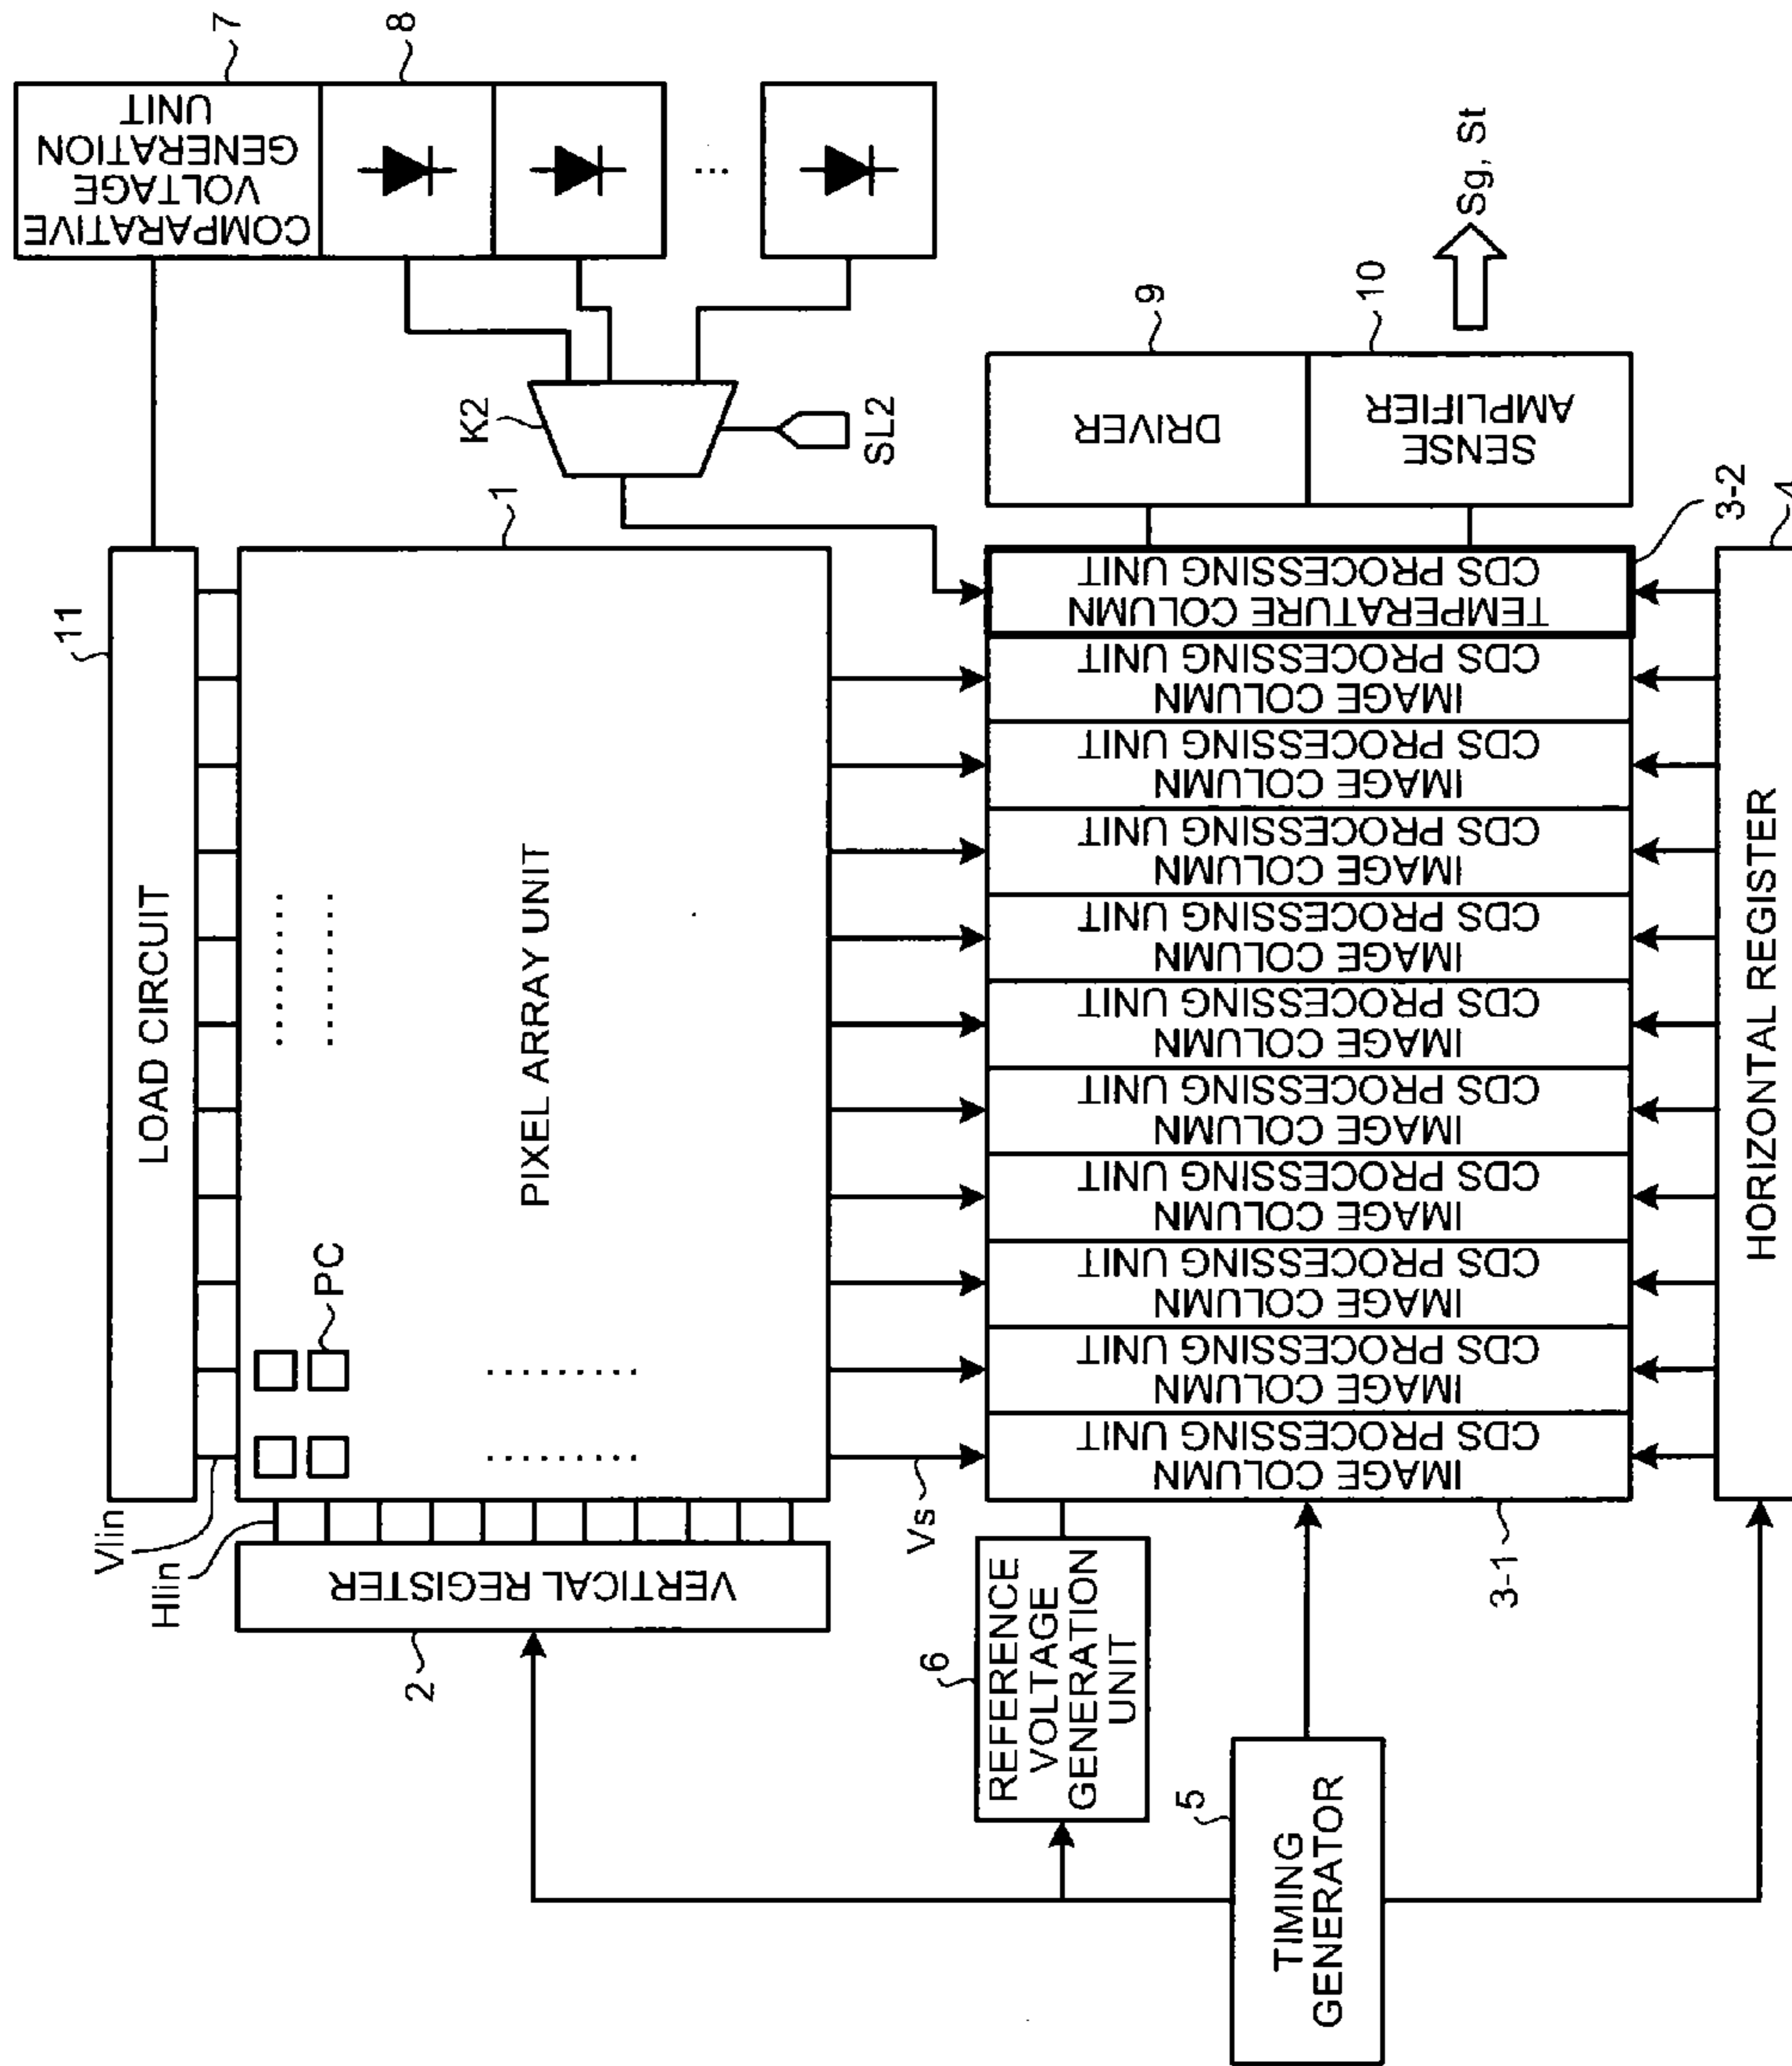 11
LOAD CIRCUIT
7
COMPARATIVE
VOLTAGE
GENERATION
UNIT
8
...
K2
SL2
Vlin
Hlin
2
VERTICAL REGISTER
1
PC
PIXEL ARRAY UNIT
Vs
6
REFERENCE
VOLTAGE
GENERATION
UNIT
5
TIMING
GENERATOR
3-1
IMAGE COLUMN
CDS PROCESSING UNIT
IMAGE COLUMN
CDS PROCESSING UNIT
IMAGE COLUMN
CDS PROCESSING UNIT
IMAGE COLUMN
CDS PROCESSING UNIT
IMAGE COLUMN
CDS PROCESSING UNIT
IMAGE COLUMN
CDS PROCESSING UNIT
IMAGE COLUMN
CDS PROCESSING UNIT
IMAGE COLUMN
CDS PROCESSING UNIT
IMAGE COLUMN
CDS PROCESSING UNIT
IMAGE COLUMN
CDS PROCESSING UNIT
TEMPERATURE COLUMN
CDS PROCESSING UNIT
3-2
9
DRIVER
10
SENSE
AMPLIFIER
Sg, St
4
HORIZONTAL REGISTER